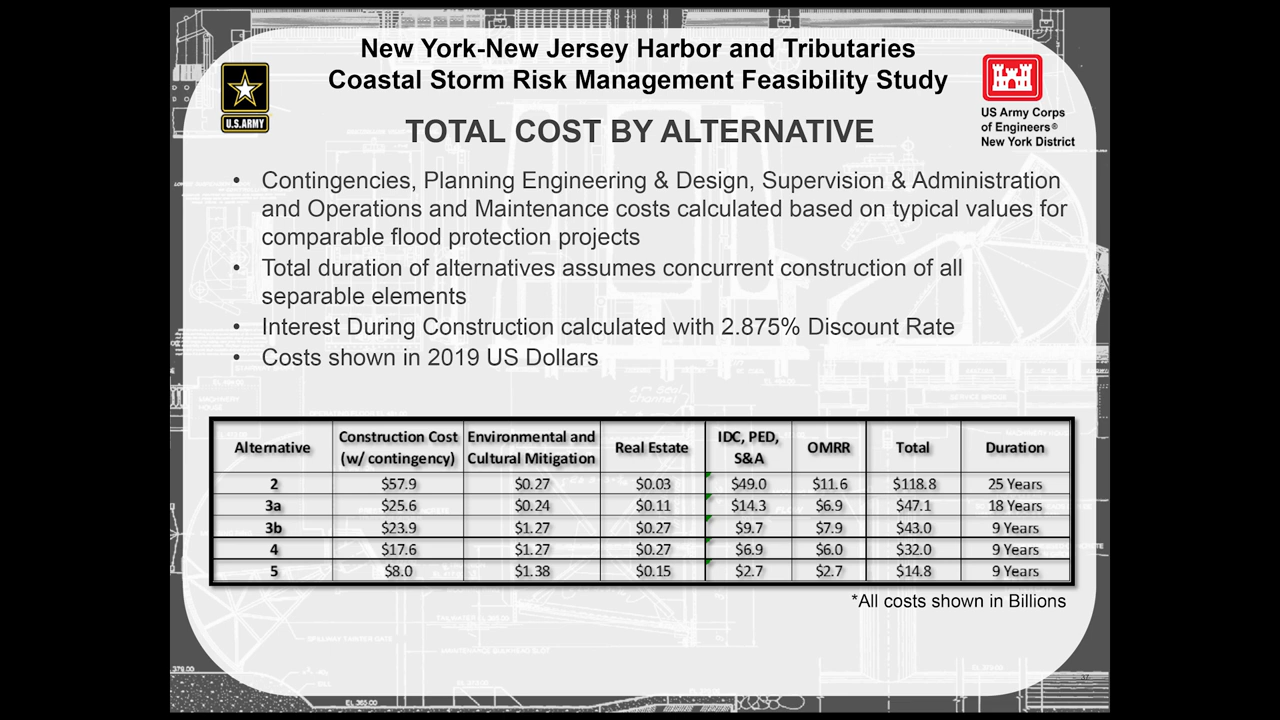 New York-New Jersey Harbor and Tributaries
Coastal Storm Risk Management Feasibility Study
U.S.ARMY
US Army Corps
of Engineers®
New York District
TOTAL COST BY ALTERNATIVE
• Contingencies, Planning Engineering & Design, Supervision & Administration
and Operations and Maintenance costs calculated based on typical values for
comparable flood protection projects
• Total duration of alternatives assumes concurrent construction of all
separable elements
• Interest During Construction calculated with 2.875% Discount Rate
• Costs shown in 2019 US Dollars
Alternative Construction Cost (w/ contingency) Environmental and Cultural Mitigation Real Estate IDC, PED, S&A OMRR Total Duration
2 $57.9 $0.27 $0.03 $49.0 $11.6 $118.8 25 Years
3a $25.6 $0.24 $0.11 $14.3 $6.9 $47.1 18 Years
3b $23.9 $1.27 $0.27 $9.7 $7.9 $43.0 9 Years
4 $17.6 $1.27 $0.27 $6.9 $6.0 $32.0 9 Years
5 $8.0 $1.38 $0.15 $2.7 $2.7 $14.8 9 Years
*All costs shown in Billions
37